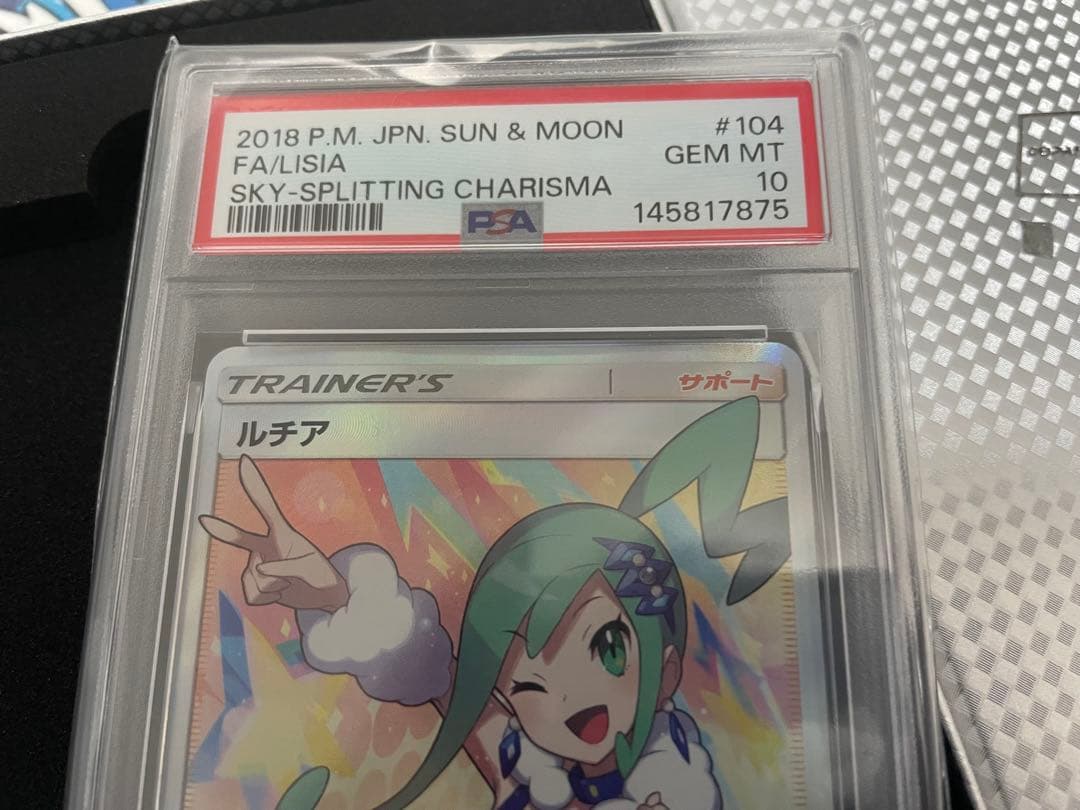 2018 P.M. JPN. SUN & MOON #104
FA/LISIA GEM MT
SKY-SPLITTING CHARISMA 10
PSA 145817875
TRAINER'S サポート
ルチア